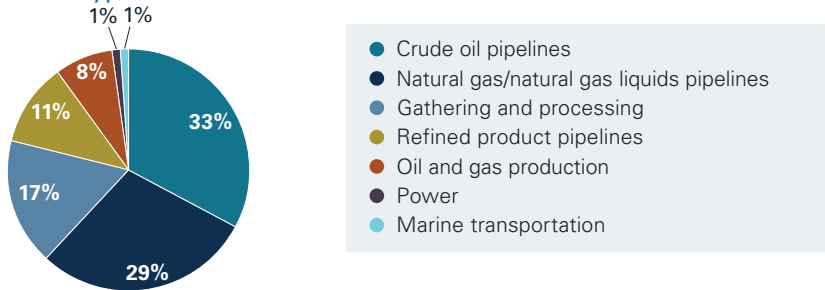 1% 1%
8%
33%
11%
17%
29%
Crude oil pipelines
Natural gas/natural gas liquids pipelines
Gathering and processing
Refined product pipelines
Oil and gas production
Power
Marine transportation